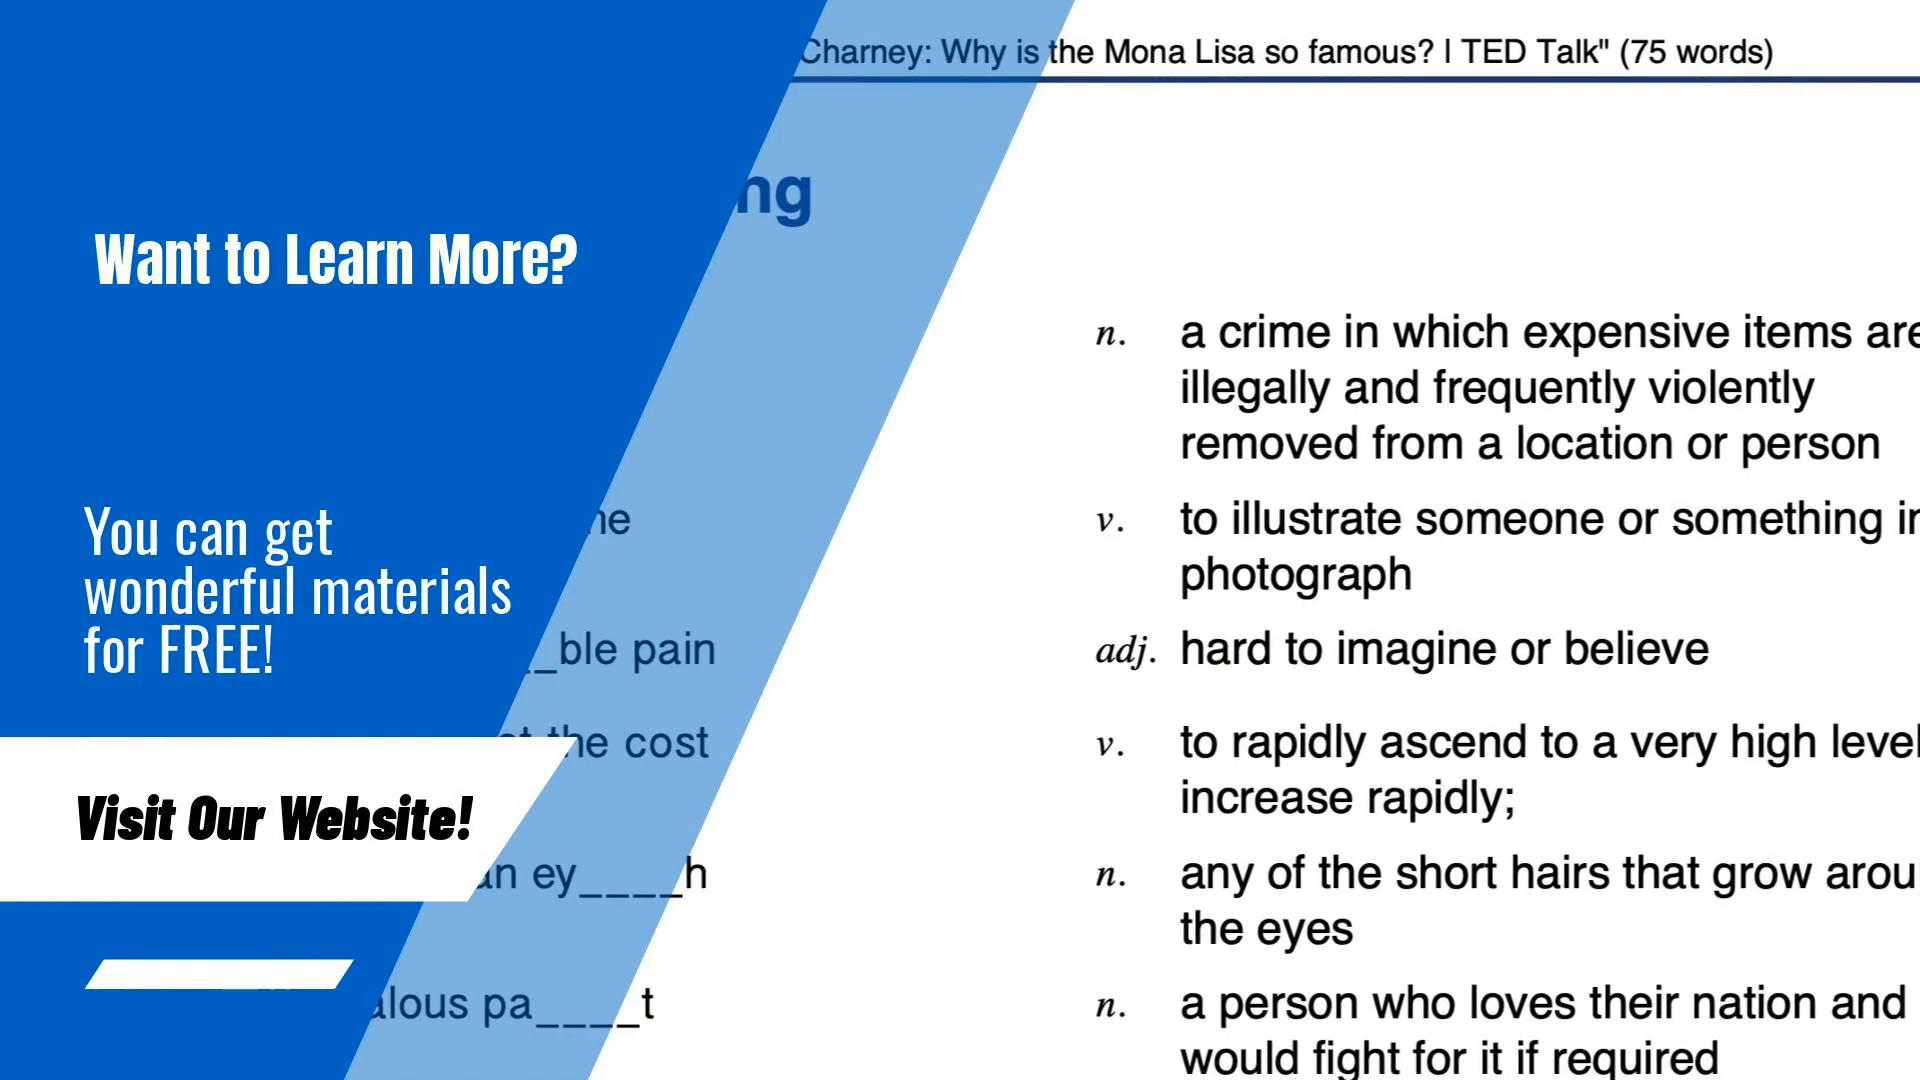 Charney: Why is the Mona Lisa so famous? | TED Talk" (75 words)
Want to Learn More?
You can get
wonderful materials
for FREE!
Visit Our Website!
n. a crime in which expensive items are
illegally and frequently violently
removed from a location or person
v. to illustrate someone or something in
photograph
_ble pain
adj. hard to imagine or believe
the cost
v. to rapidly ascend to a very high level
increase rapidly;
an ey____h
n. any of the short hairs that grow arou
the eyes
alous pa____t
n. a person who loves their nation and
would fight for it if required